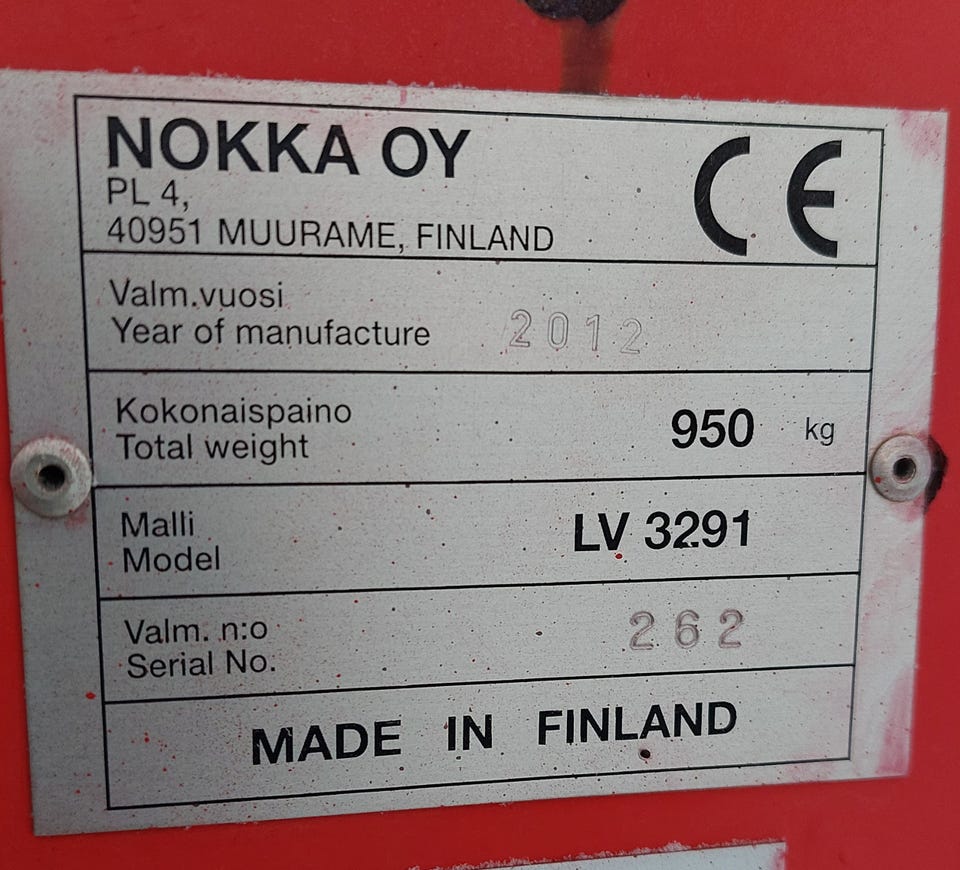 NOKKA OY
PL 4,
40951 MUURAME, FINLAND
CE
Valm.vuosi
Year of manufacture 2012
Kokonaispaino
Total weight 950 kg
Malli
Model LV 3291
Valm. n:o
Serial No. 262
MADE IN FINLAND